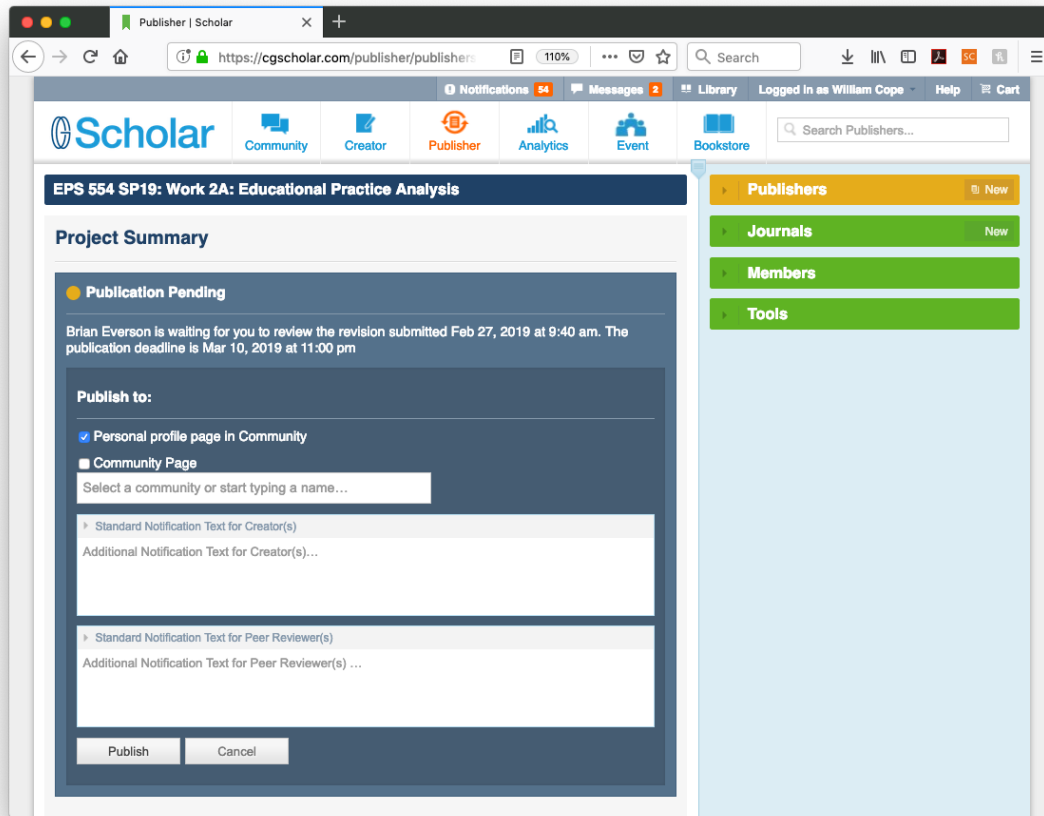 Publisher | Scholar
https://cgscholar.com/publisher/publishers
110%
Search
SC
Notifications 54 Messages 2 Library Logged in as William Cope Help Cart
Scholar
Community
Creator
Publisher
Analytics
Event
Bookstore
Search Publishers...
EPS 554 SP19: Work 2A: Educational Practice Analysis
Project Summary
Publication Pending
Brian Everson is waiting for you to review the revision submitted Feb 27, 2019 at 9:40 am. The
publication deadline is Mar 10, 2019 at 11:00 pm
Publish to:
Personal profile page in Community
Community Page
Select a community or start typing a name…
Standard Notification Text for Creator(s)
Additional Notification Text for Creator(s)…
Standard Notification Text for Peer Reviewer(s)
Additional Notification Text for Peer Reviewer(s) …
Publish
Cancel
Publishers New
Journals New
Members
Tools